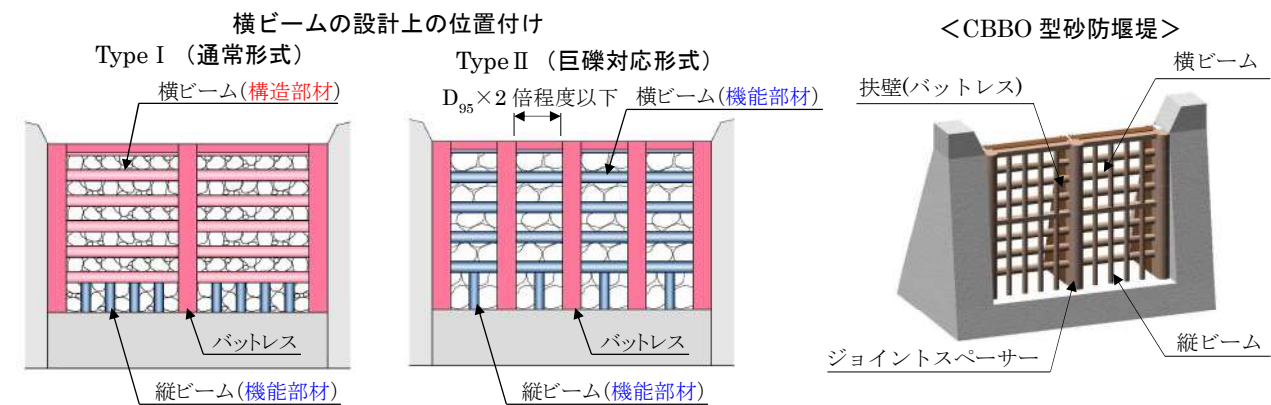 横ビームの設計上の位置付け
Type Ⅰ （通常形式）
横ビーム(構造部材)
バットレス
縦ビーム(機能部材)
Type Ⅱ （巨礫対応形式）
D95×2 倍程度以下
横ビーム(機能部材)
バットレス
縦ビーム(機能部材)
＜CBBO 型砂防堰堤＞
横ビーム
扶壁(バットレス)
ジョイントスペーサー
縦ビーム